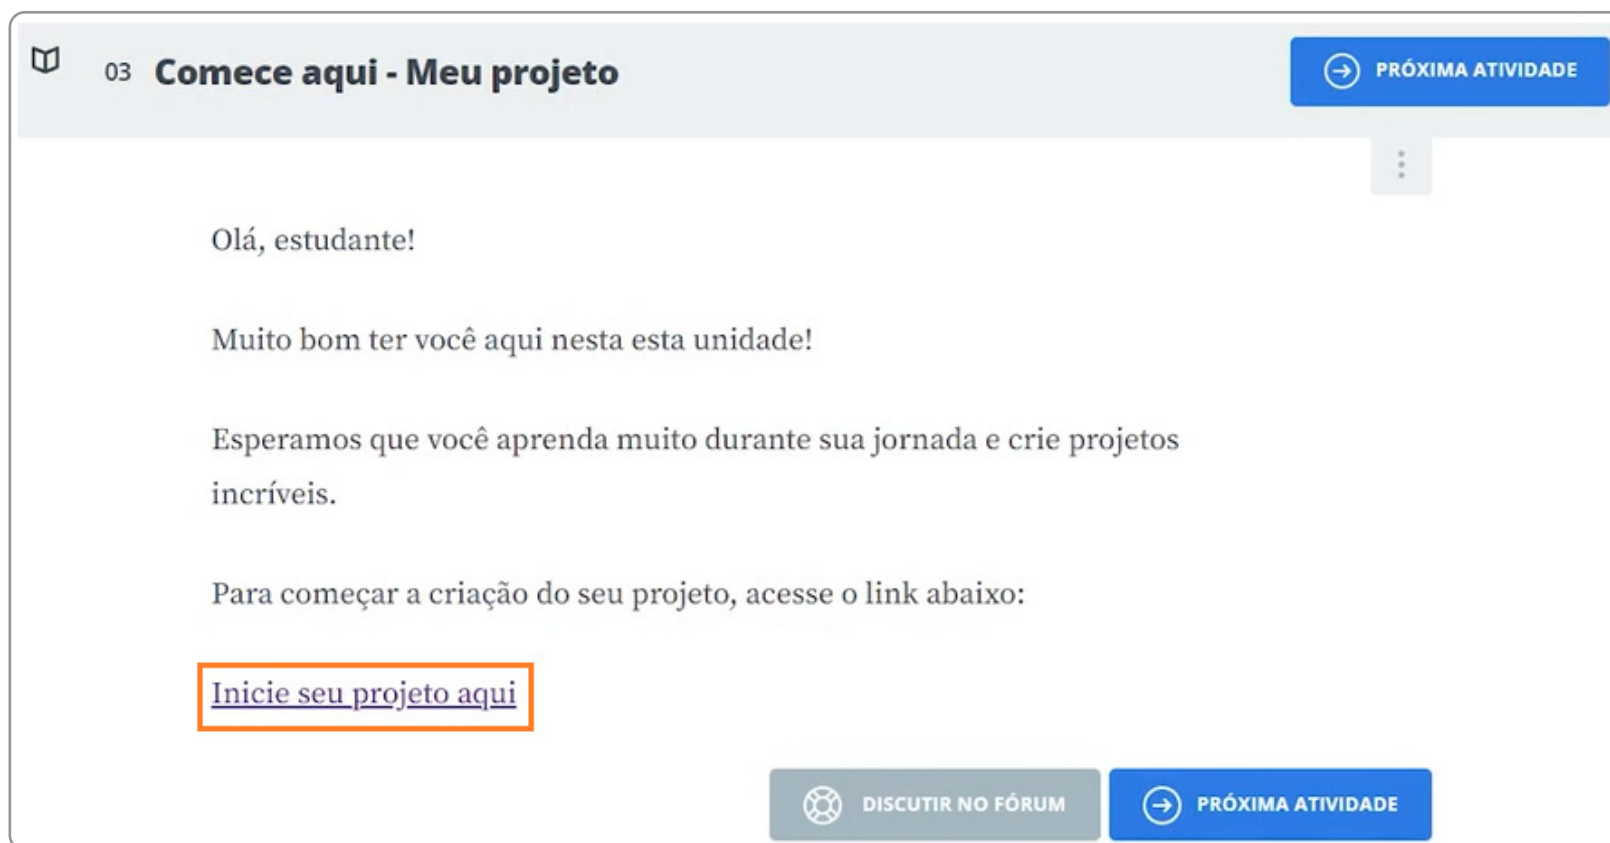 03 Comece aqui - Meu projeto
PRÓXIMA ATIVIDADE
Olá, estudante!
Muito bom ter você aqui nesta esta unidade!
Esperamos que você aprenda muito durante sua jornada e crie projetos
incríveis.
Para começar a criação do seu projeto, acesse o link abaixo:
Inicie seu projeto aqui
DISCUTIR NO FÓRUM
PRÓXIMA ATIVIDADE